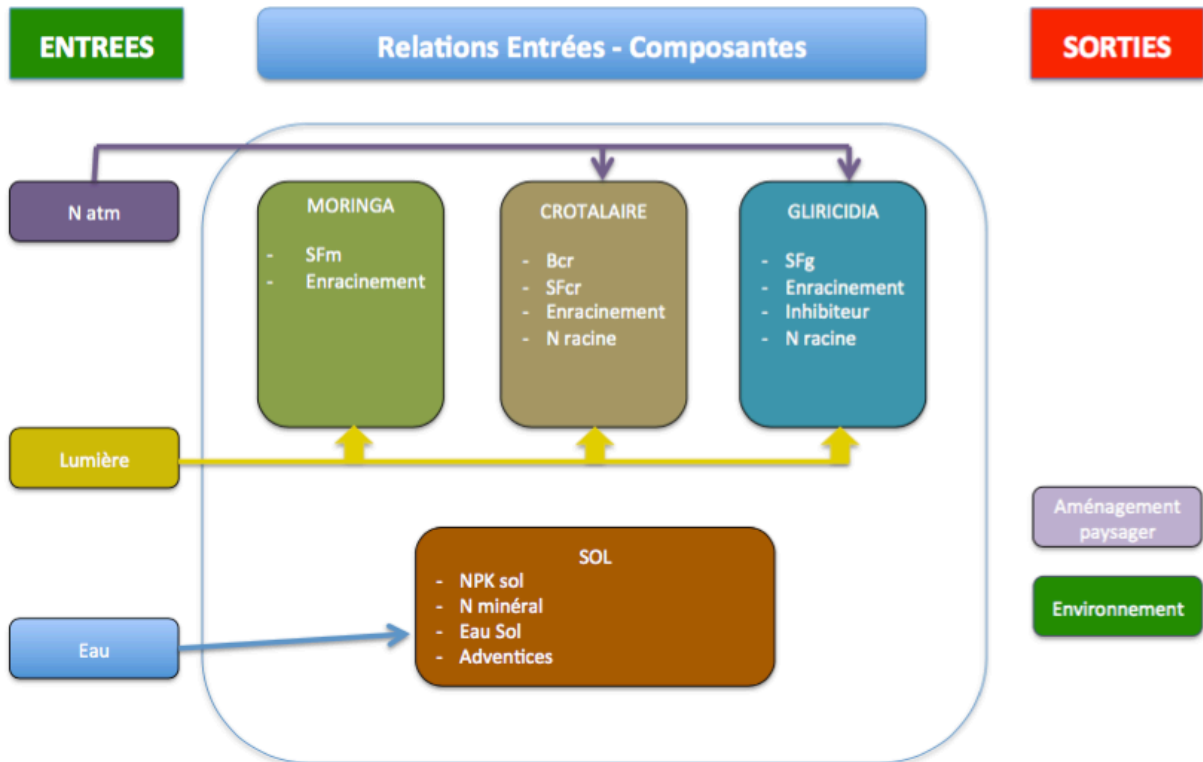 ENTREES
Relations Entrées - Composantes
SORTIES
N atm
MORINGA
- SFm
- Enracinement
CROTALAIRE
- Bcr
- SFcr
- Enracinement
- N racine
GLIRICIDIA
- SFg
- Enracinement
- Inhibiteur
- N racine
Lumière
Aménagement
paysager
SOL
- NPK sol
- N minéral
- Eau Sol
- Adventices
Environnement
Eau